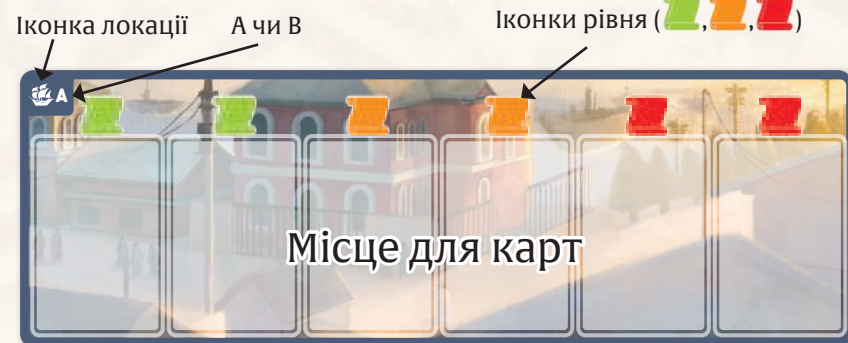 Іконка локації
А чи В
Іконки рівня ( , , )
А
Місце для карт